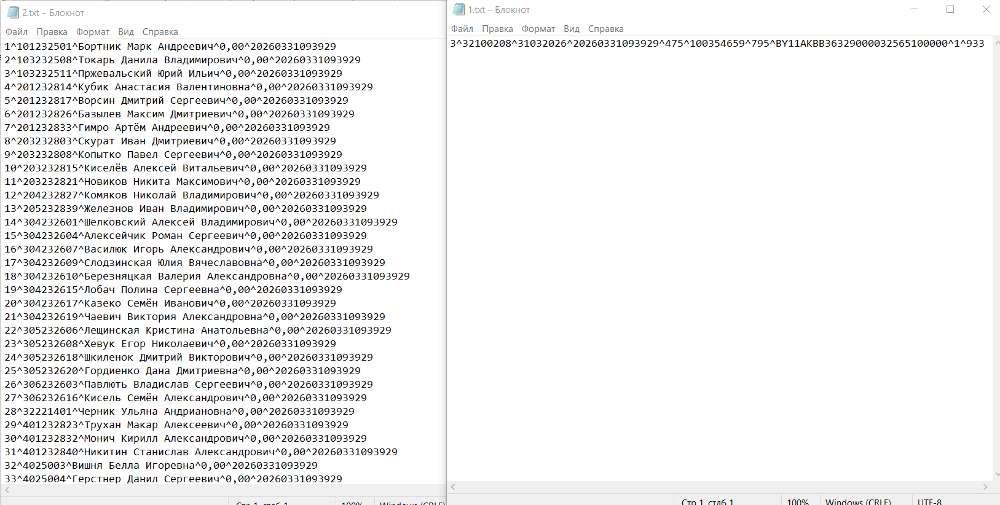 2.txt – Блокнот
Файл Правка Формат Вид Справка
1^101232501^Бортник Марк Андреевич^0,00^20260331093929
2^103232508^Токарь Данила Владимирович^0,00^20260331093929
3^103232511^Пржевальский Юрий Ильич^0,00^20260331093929
4^201232814^Кубик Анастасия Валентиновна^0,00^20260331093929
5^201232817^Ворсин Дмитрий Сергеевич^0,00^20260331093929
6^201232826^Базылев Максим Дмитриевич^0,00^20260331093929
7^201232833^Гимро Артём Андреевич^0,00^20260331093929
8^203232803^Скурат Иван Дмитриевич^0,00^20260331093929
9^203232808^Копытко Павел Сергеевич^0,00^20260331093929
10^203232815^Киселёв Алексей Витальевич^0,00^20260331093929
11^203232821^Новиков Никита Максимович^0,00^20260331093929
12^204232827^Комяков Николай Владимирович^0,00^20260331093929
13^205232839^Железнов Иван Владимирович^0,00^20260331093929
14^304232601^Шелковский Алексей Владимирович^0,00^20260331093929
15^304232604^Алексейчик Роман Сергеевич^0,00^20260331093929
16^304232607^Василюк Игорь Александрович^0,00^20260331093929
17^304232609^Слодзинская Юлия Вячеславовна^0,00^20260331093929
18^304232610^Березняцкая Валерия Александровна^0,00^20260331093929
19^304232615^Лобач Полина Сергеевна^0,00^20260331093929
20^304232617^Казеко Семён Иванович^0,00^20260331093929
21^304232619^Чаевич Виктория Александровна^0,00^20260331093929
22^305232606^Лещинская Кристина Анатольевна^0,00^20260331093929
23^305232608^Хевук Егор Николаевич^0,00^20260331093929
24^305232618^Шкиленок Дмитрий Викторович^0,00^20260331093929
25^305232620^Гордиенко Дана Дмитриевна^0,00^20260331093929
26^306232603^Павлють Владислав Сергеевич^0,00^20260331093929
27^306232616^Кисель Семён Александрович^0,00^20260331093929
28^32221401^Черник Ульяна Андриановна^0,00^20260331093929
29^401232823^Трухан Макар Алексеевич^0,00^20260331093929
30^401232832^Монич Кирилл Александрович^0,00^20260331093929
31^401232840^Никитин Станислав Александрович^0,00^20260331093929
32^4025003^Вишня Белла Игоревна^0,00^20260331093929
33^4025004^Герстнер Данил Сергеевич^0,00^20260331093929
Стр 1, стлб 1 100% Windows (CRLF)
1.txt – Блокнот
Файл Правка Формат Вид Справка
3^32100208^31032026^20260331093929^475^100354659^795^BY11AKBB36329000032565100000^1^933
Стр 1, стлб 1 100% Windows (CRLF) UTF-8